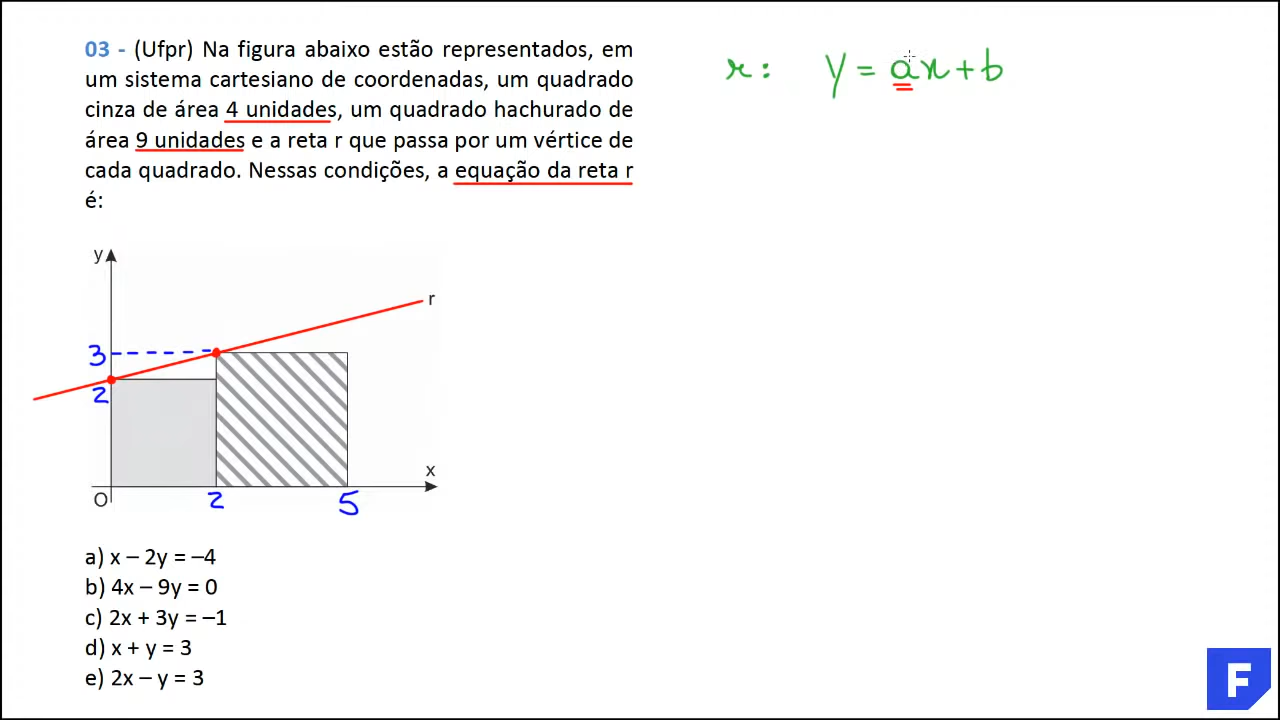 03 - (Ufpr) Na figura abaixo estão representados, em
um sistema cartesiano de coordenadas, um quadrado
cinza de área 4 unidades, um quadrado hachurado de
área 9 unidades e a reta r que passa por um vértice de
cada quadrado. Nessas condições, a equação da reta r
é:
r: y = ax + b
y
r
3
2
x
O
2
5
a) x – 2y = –4
b) 4x – 9y = 0
c) 2x + 3y = –1
d) x + y = 3
e) 2x – y = 3
F